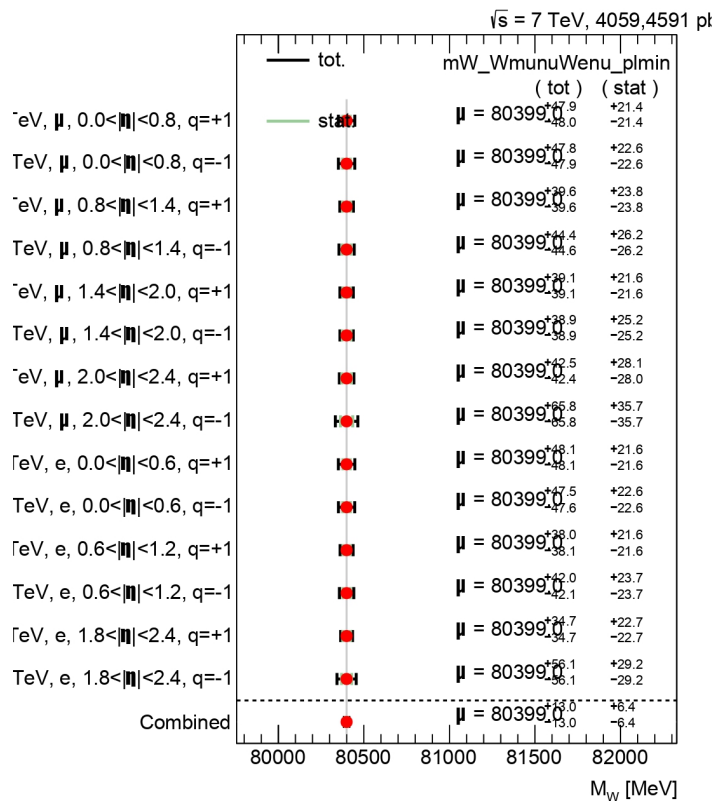 √s = 7 TeV, 4059,4591 pb
tot.
mW_WmunuWenu_plmin
( tot ) ( stat )
stat
TeV, μ, 0.0<|η|<0.8, q=+1 μ = 80399.0 +47.9 −48.0 +21.4 −21.4
TeV, μ, 0.0<|η|<0.8, q=-1 μ = 80399.0 +47.8 −47.9 +22.6 −22.6
TeV, μ, 0.8<|η|<1.4, q=+1 μ = 80399.0 +39.6 −39.6 +23.8 −23.8
TeV, μ, 0.8<|η|<1.4, q=-1 μ = 80399.0 +44.4 −44.6 +26.2 −26.2
TeV, μ, 1.4<|η|<2.0, q=+1 μ = 80399.0 +39.1 −39.1 +21.6 −21.6
TeV, μ, 1.4<|η|<2.0, q=-1 μ = 80399.0 +38.9 −38.9 +25.2 −25.2
TeV, μ, 2.0<|η|<2.4, q=+1 μ = 80399.0 +42.5 −42.4 +28.1 −28.0
TeV, μ, 2.0<|η|<2.4, q=-1 μ = 80399.0 +65.8 −65.8 +35.7 −35.7
TeV, e, 0.0<|η|<0.6, q=+1 μ = 80399.0 +48.1 −48.1 +21.6 −21.6
TeV, e, 0.0<|η|<0.6, q=-1 μ = 80399.0 +47.5 −47.6 +22.6 −22.6
TeV, e, 0.6<|η|<1.2, q=+1 μ = 80399.0 +38.0 −38.1 +21.6 −21.6
TeV, e, 0.6<|η|<1.2, q=-1 μ = 80399.0 +42.0 −42.1 +23.7 −23.7
TeV, e, 1.8<|η|<2.4, q=+1 μ = 80399.0 +34.7 −34.7 +22.7 −22.7
TeV, e, 1.8<|η|<2.4, q=-1 μ = 80399.0 +56.1 −56.1 +29.2 −29.2
Combined μ = 80399.0 +13.0 −13.0 +6.4 −6.4
80000 80500 81000 81500 82000
M_W [MeV]